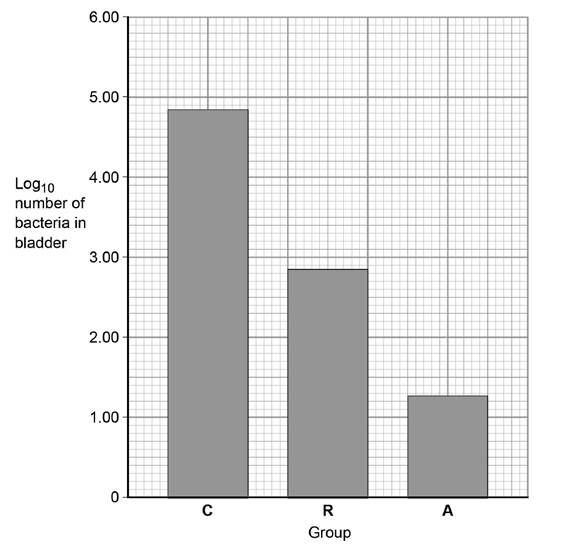 6.00
5.00
4.00
3.00
2.00
1.00
0
Log10
number of
bacteria in
bladder
C R A
Group